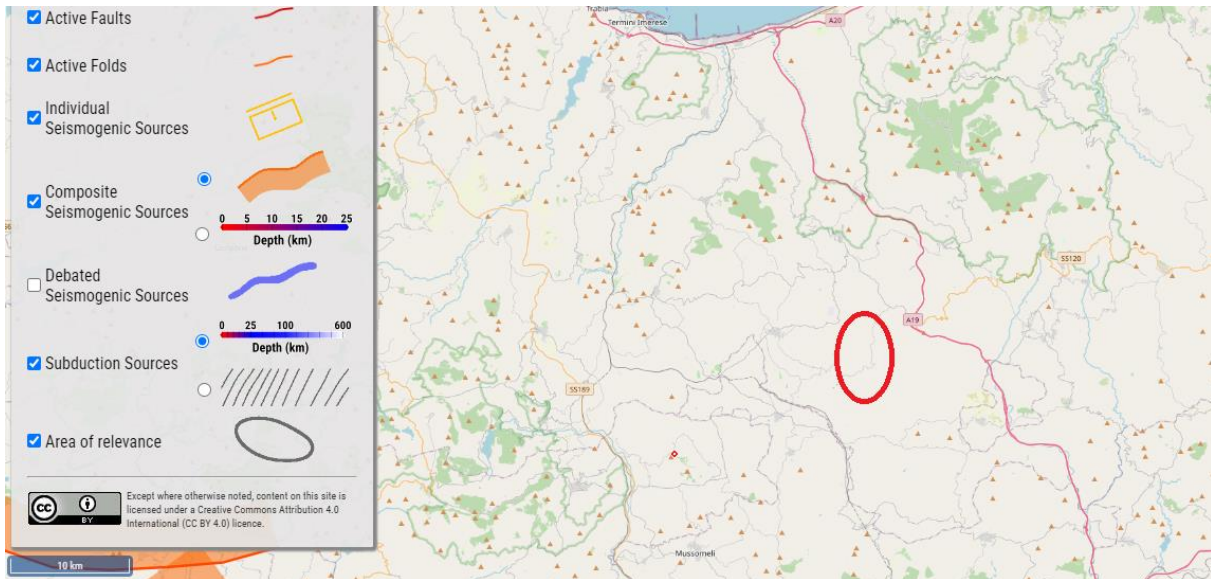 Active Faults
Active Folds
Individual
Seismogenic Sources
Composite
Seismogenic Sources
0 5 10 15 20 25
Depth (km)
Debated
Seismogenic Sources
0 25 100 600
Depth (km)
Subduction Sources
Area of relevance
cc
BY
Except where otherwise noted, content on this site is
licensed under a Creative Commons Attribution 4.0
International (CC BY 4.0) licence.
10 km
Trabia
Termini Imerese
A20
SS120
A19
SS189
Mussomeli